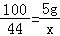 100/44 = 5g/x